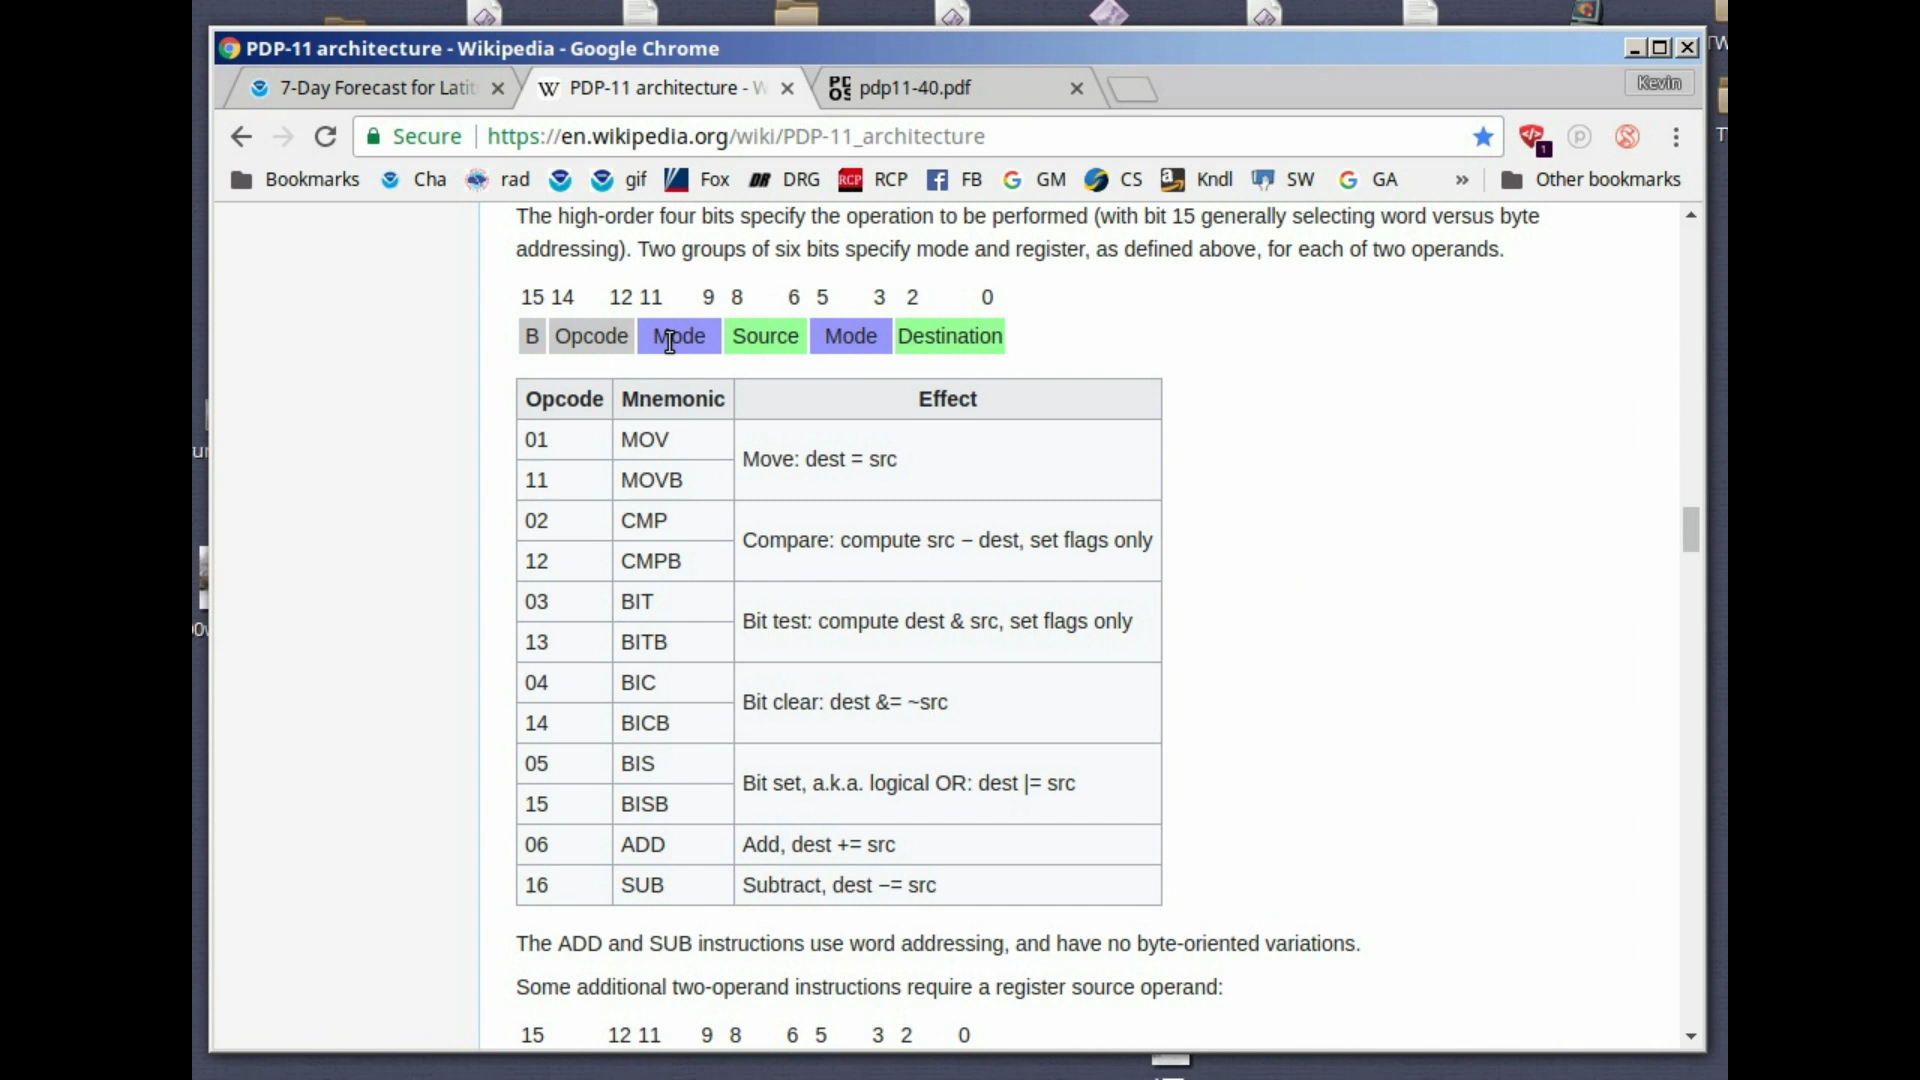 PDP-11 architecture - Wikipedia - Google Chrome
7-Day Forecast for Latit
PDP-11 architecture - W
pdp11-40.pdf
Kevin
Secure
https://en.wikipedia.org/wiki/PDP-11_architecture
1
Bookmarks Cha rad gif Fox DR DRG RCP RCP FB GM CS Kndl SW GA » Other bookmarks
The high-order four bits specify the operation to be performed (with bit 15 generally selecting word versus byte
addressing). Two groups of six bits specify mode and register, as defined above, for each of two operands.
15 14 12 11 9 8 6 5 3 2 0
B Opcode Mode Source Mode Destination
Opcode Mnemonic Effect
01 MOV
Move: dest = src
11 MOVB
02 CMP
Compare: compute src − dest, set flags only
12 CMPB
03 BIT
Bit test: compute dest & src, set flags only
13 BITB
04 BIC
Bit clear: dest &= ~src
14 BICB
05 BIS
Bit set, a.k.a. logical OR: dest |= src
15 BISB
06 ADD Add, dest += src
16 SUB Subtract, dest −= src
The ADD and SUB instructions use word addressing, and have no byte-oriented variations.
Some additional two-operand instructions require a register source operand:
15 12 11 9 8 6 5 3 2 0